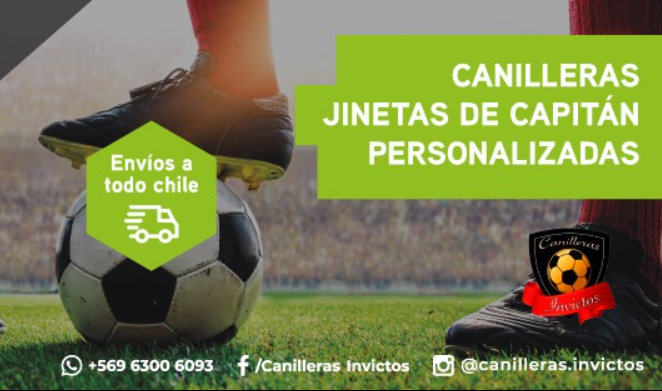 CANILLERAS
JINETAS DE CAPITÁN
PERSONALIZADAS
Envíos a
todo chile
Canilleras
Invictos
+569 6300 6093
/Canilleras Invictos
@canilleras.invictos